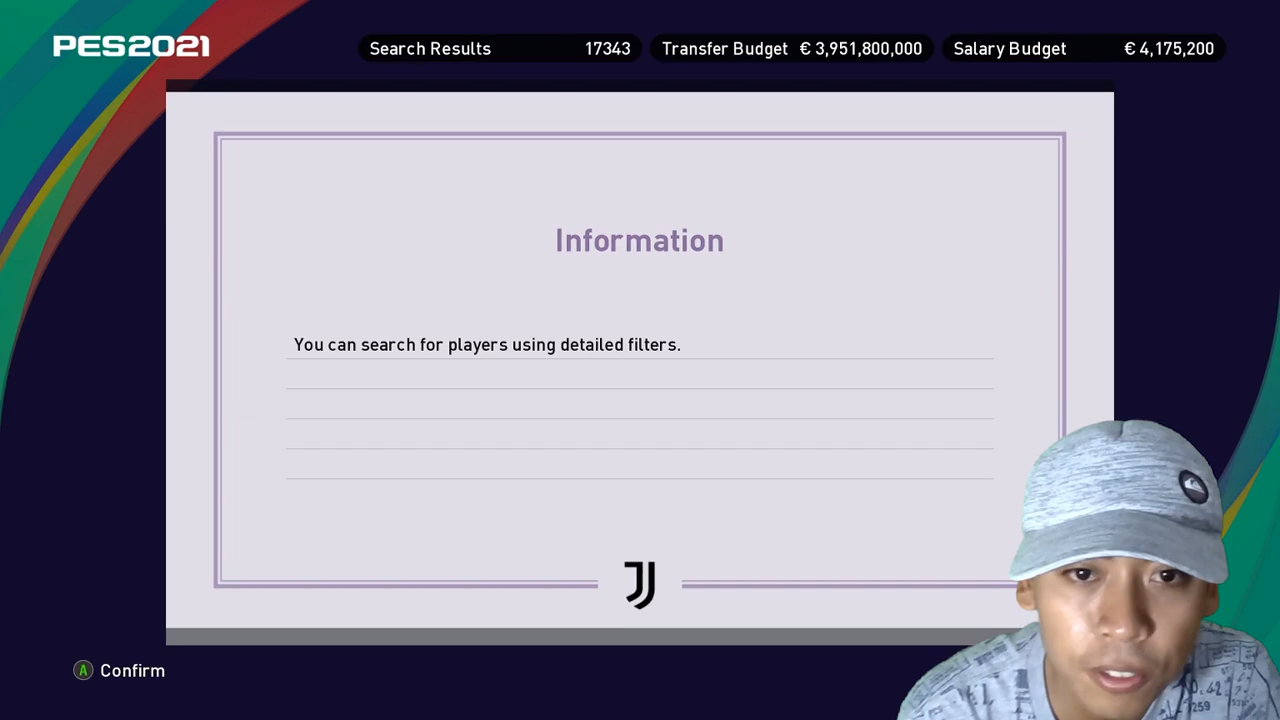 PES2021
Search Results 17343 Transfer Budget € 3,951,800,000 Salary Budget € 4,175,200
Information
You can search for players using detailed filters.
A Confirm
259